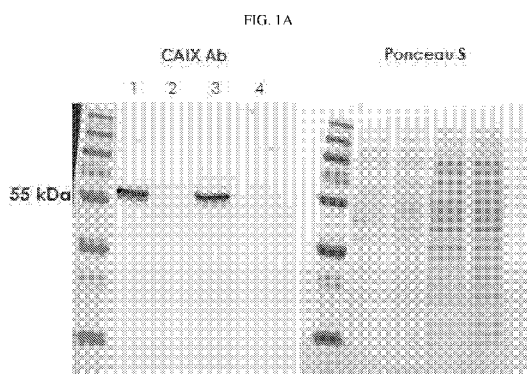 FIG. 1A
CAIX Ab
Ponceau S
1 2 3 4
55 kDa